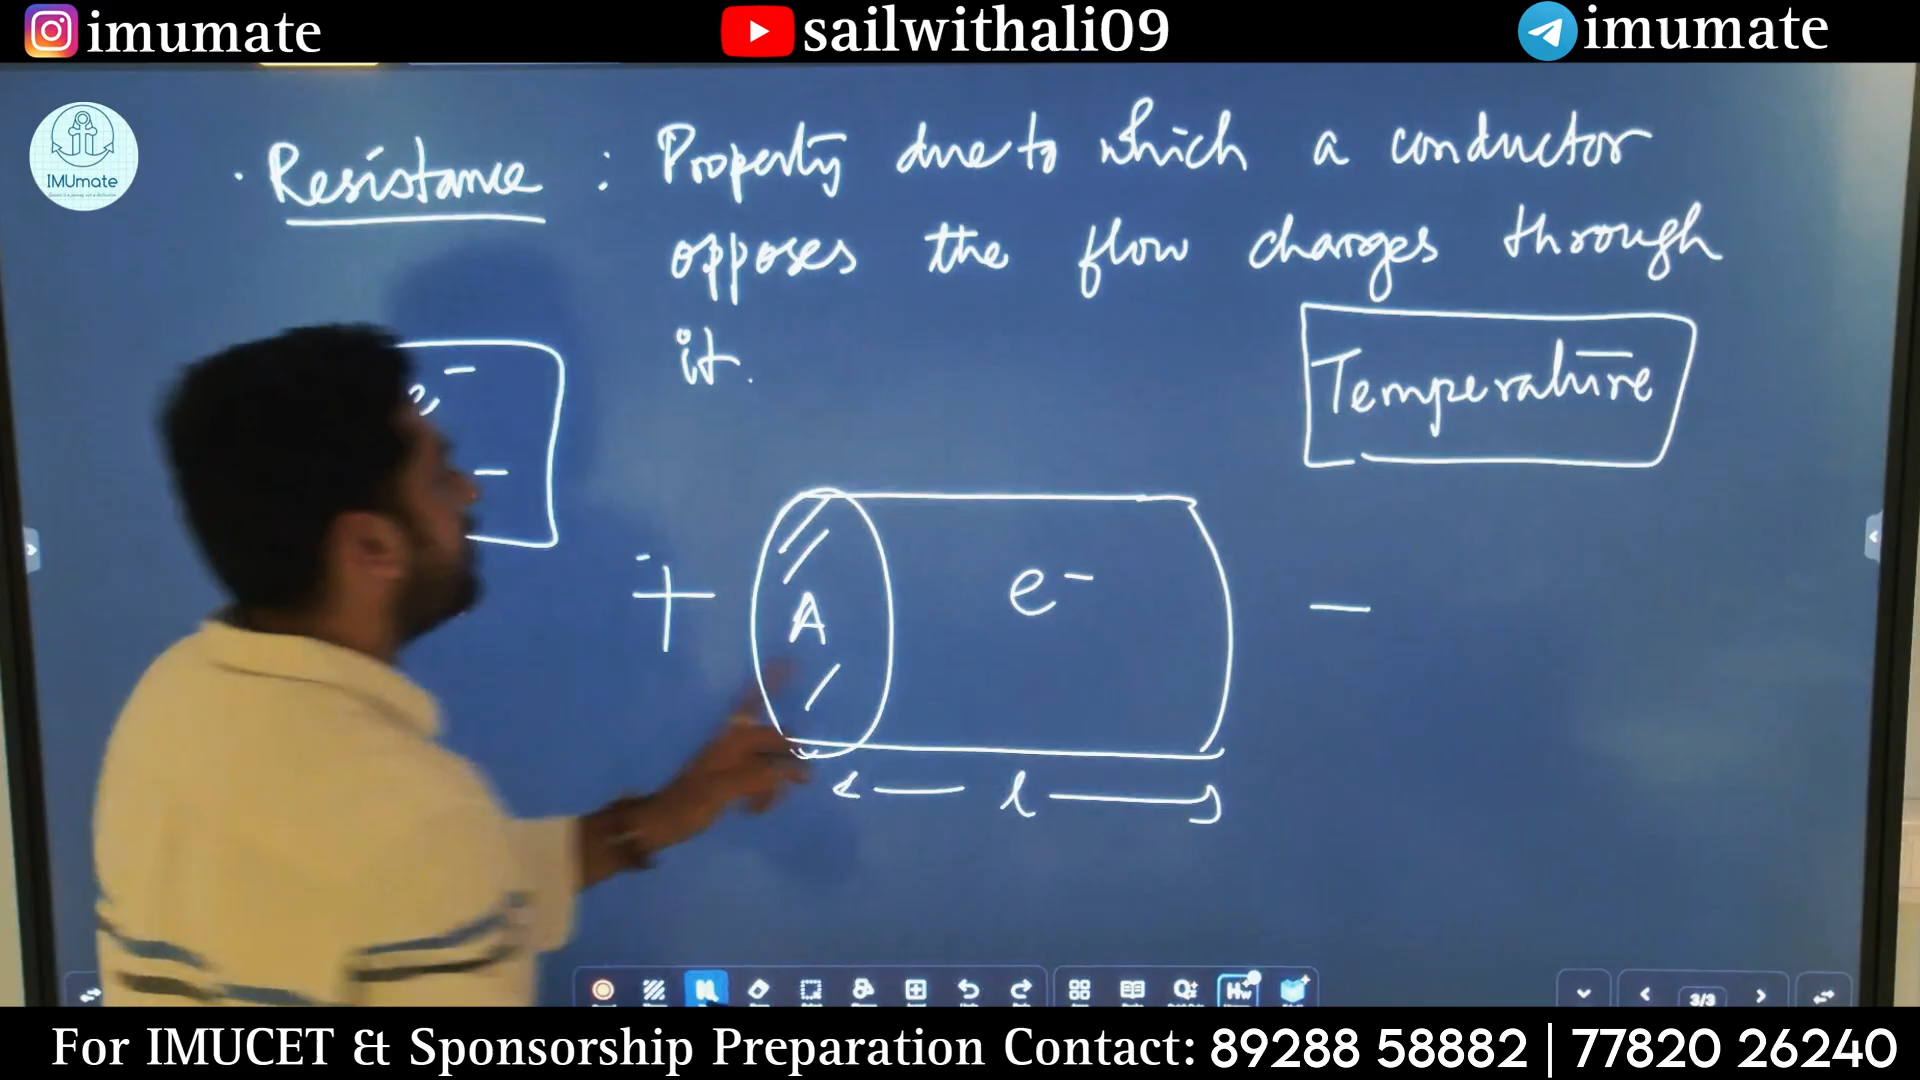 imumate
sailwithali09
imumate
IMUmate
. Resistance : Property due to which a conductor
opposes the flow charges through
it.
Temperature
e -
-
+
A
e-
-
l
Hw
3/3
For IMUCET & Sponsorship Preparation Contact: 89288 58882 | 77820 26240